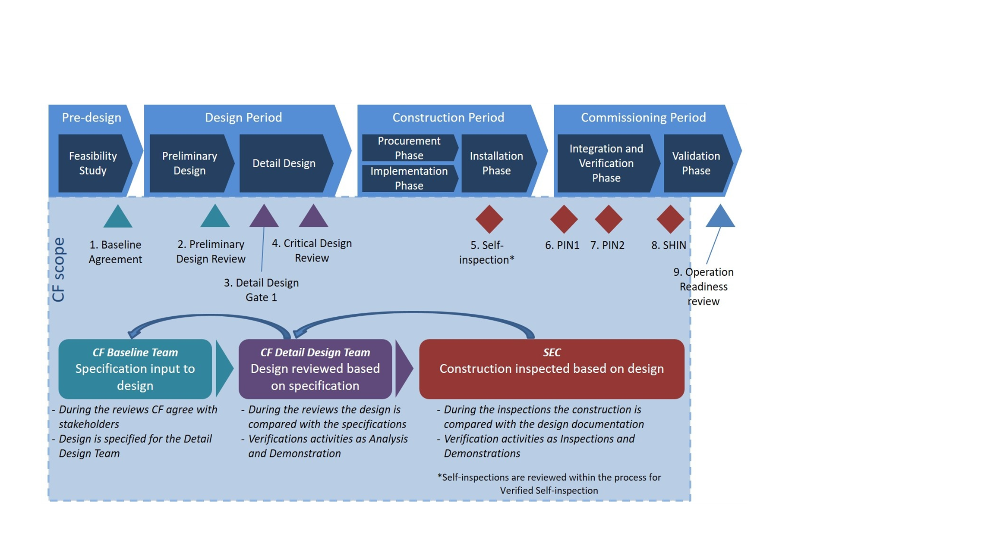 Pre-design
Feasibility
Study
Design Period
Preliminary
Design
Detail Design
Construction Period
Procurement
Phase
Implementation
Phase
Installation
Phase
Commissioning Period
Integration and
Verification
Phase
Validation
Phase
CF scope
1. Baseline
Agreement
2. Preliminary
Design Review
3. Detail Design
Gate 1
4. Critical Design
Review
5. Self-
inspection*
6. PIN1
7. PIN2
8. SHIN
9. Operation
Readiness
review
CF Baseline Team
Specification input to
design
- During the reviews CF agree with
stakeholders
- Design is specified for the Detail
Design Team
CF Detail Design Team
Design reviewed based
on specification
- During the reviews the design is
compared with the specifications
- Verifications activities as Analysis
and Demonstration
SEC
Construction inspected based on design
- During the inspections the construction is
compared with the design documentation
- Verification activities as Inspections and
Demonstrations
*Self-inspections are reviewed within the process for
Verified Self-inspection